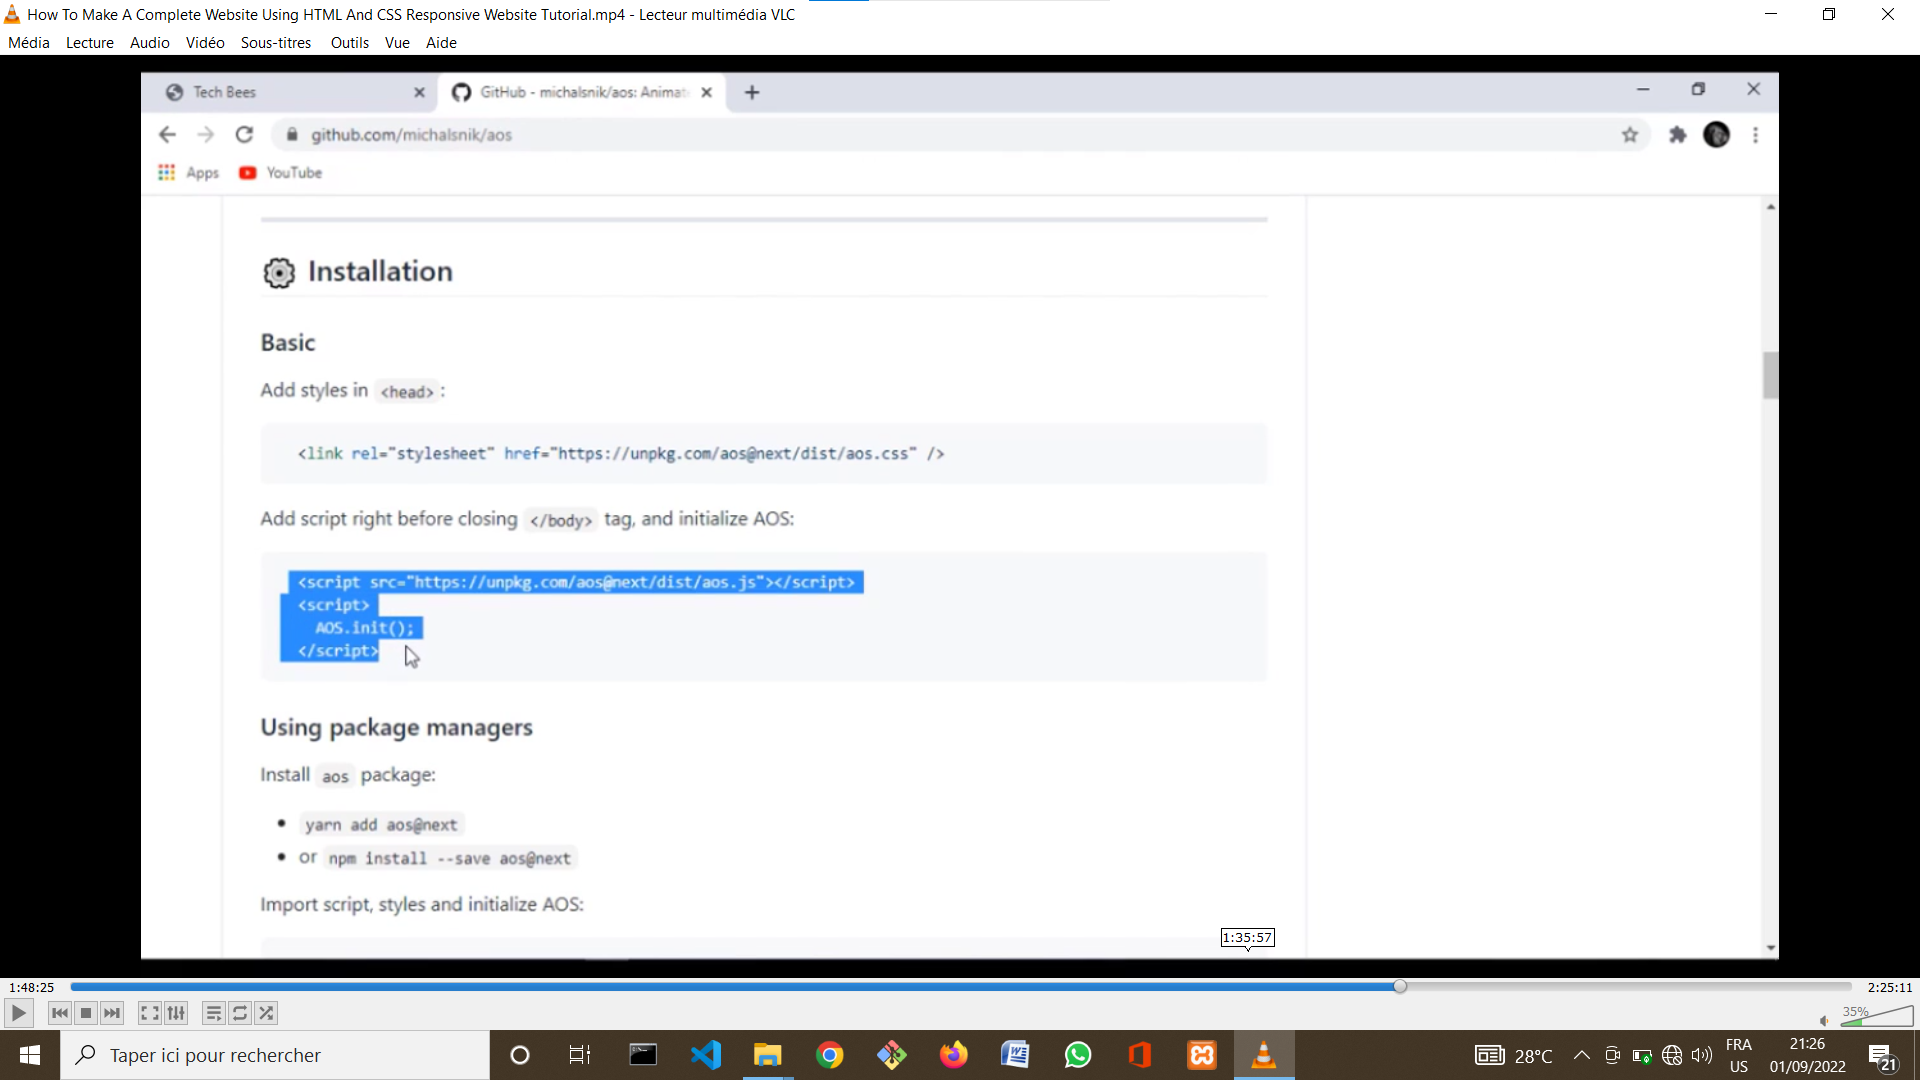 How To Make A Complete Website Using HTML And CSS Responsive Website Tutorial.mp4 - Lecteur multimédia VLC
Média Lecture Audio Vidéo Sous-titres Outils Vue Aide
Tech Bees
GitHub - michalsnik/aos: Animat
github.com/michalsnik/aos
Apps YouTube
Installation
Basic
Add styles in <head> :
<link rel="stylesheet" href="https://unpkg.com/aos@next/dist/aos.css" />
Add script right before closing </body> tag, and initialize AOS:
<script src="https://unpkg.com/aos@next/dist/aos.js"></script>
<script>
AOS.init();
</script>
Using package managers
Install aos package:
yarn add aos@next
or npm install --save aos@next
Import script, styles and initialize AOS:
1:35:57
1:48:25
2:25:11
35%
Taper ici pour rechercher
28°C
FRA
US
21:26
01/09/2022
21